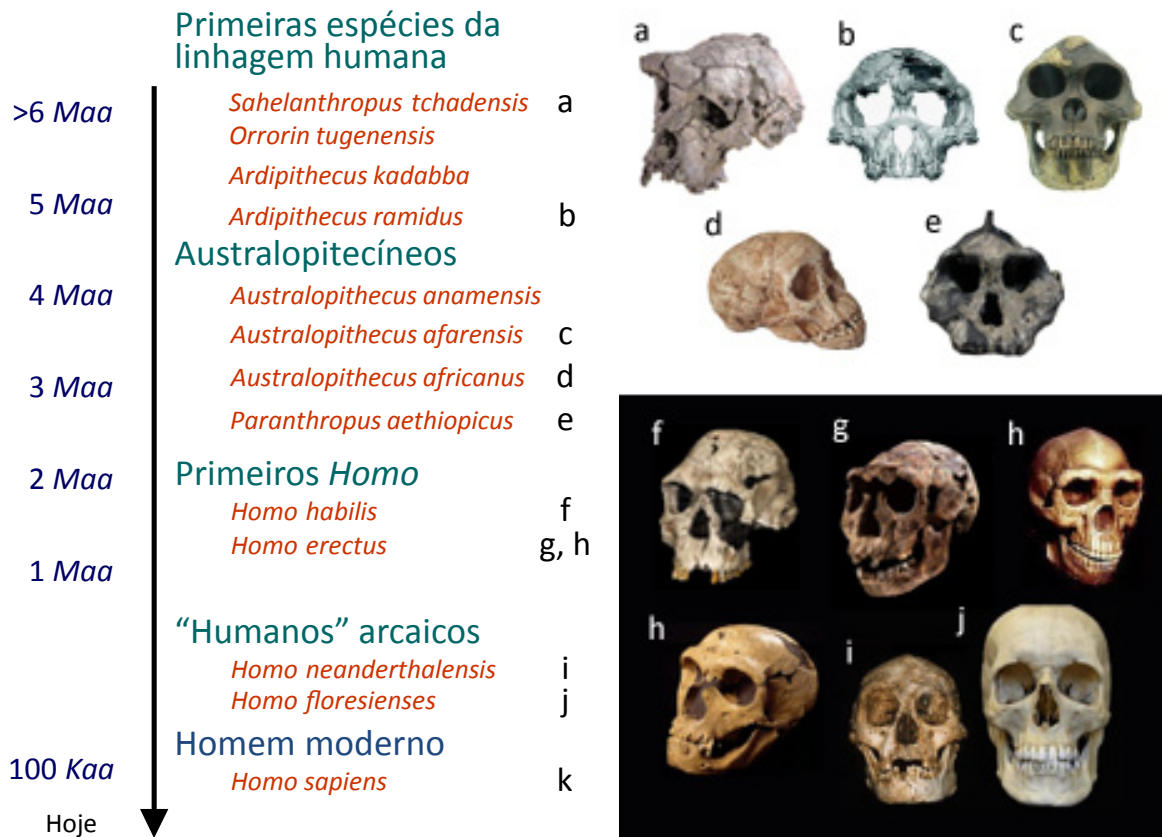 Primeiras espécies da
linhagem humana
>6 Maa
Sahelanthropus tchadensis a
Orrorin tugenensis
Ardipithecus kadabba
5 Maa
Ardipithecus ramidus b
Australopitecíneos
4 Maa
Australopithecus anamensis
Australopithecus afarensis c
3 Maa
Australopithecus africanus d
Paranthropus aethiopicus e
2 Maa
Primeiros Homo
Homo habilis f
Homo erectus g, h
1 Maa
“Humanos” arcaicos
Homo neanderthalensis i
Homo floresienses j
Homem moderno
100 Kaa
Homo sapiens k
Hoje
a b c
d e
f g h
h i j